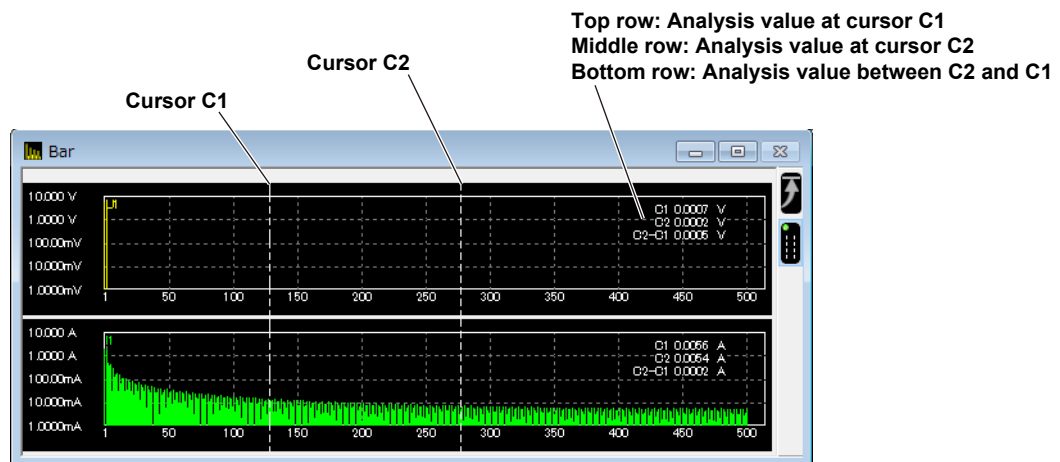 Top row: Analysis value at cursor C1
Middle row: Analysis value at cursor C2
Bottom row: Analysis value between C2 and C1
Cursor C2
Cursor C1
Bar
10.000 V
1.0000 V
100.00mV
10.000mV
1.0000mV
U1
C1 0.0007 V
C2 0.0002 V
C2-C1 0.0005 V
1 50 100 150 200 250 300 350 400 450 500
10.000 A
1.0000 A
100.00mA
10.000mA
1.0000mA
I1
C1 0.0056 A
C2 0.0054 A
C2-C1 0.0002 A
1 50 100 150 200 250 300 350 400 450 500